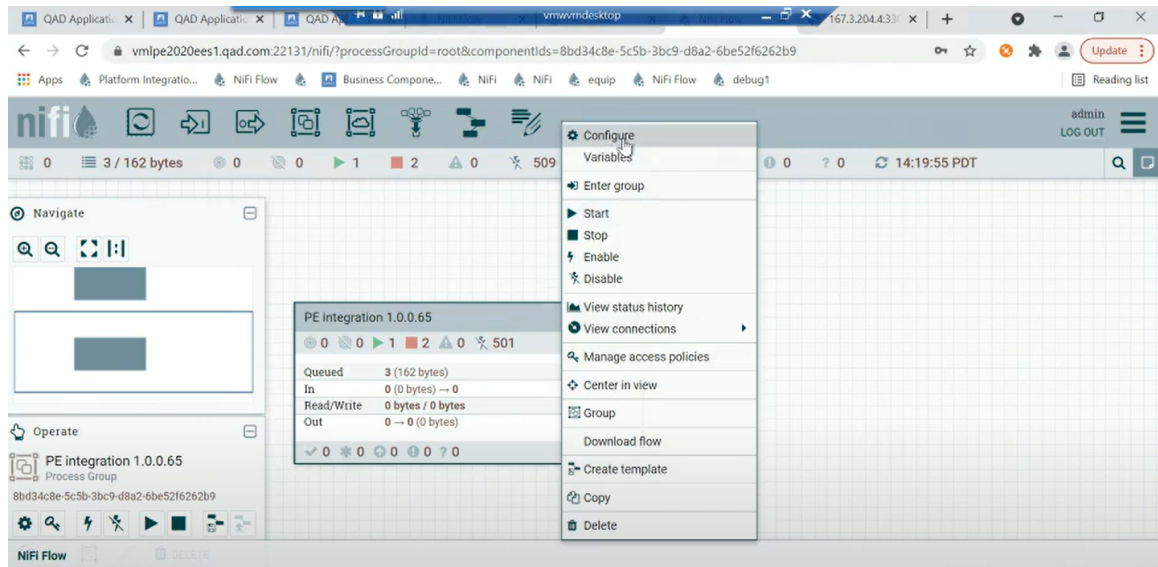 QAD Applicatic
QAD Applicatic
QAD Ap
vmwvrndesktop
167.3.204.4:33
vmlpe2020ees1.qad.com:22131/nifi/?processGroupId=root&componentIds=8bd34c8e-5c5b-3bc9-d8a2-6be52f6262b9
Update
Apps
Platform Integratio...
NiFi Flow
Business Compone...
NiFi
NiFi
equip
NiFi Flow
debug1
Reading list
nifi
admin
LOG OUT
0
3 / 162 bytes
0
0
1
2
0
509
0
? 0
14:19:55 PDT
Configure
Variables
Enter group
Start
Stop
Enable
Disable
View status history
View connections
Manage access policies
Center in view
Group
Download flow
Create template
Copy
Delete
Navigate
PE integration 1.0.0.65
0 0 1 2 0 501
Queued 3 (162 bytes)
In 0 (0 bytes) → 0
Read/Write 0 bytes / 0 bytes
Out 0 → 0 (0 bytes)
0 0 0 0 ? 0
Operate
PE integration 1.0.0.65
Process Group
8bd34c8e-5c5b-3bc9-d8a2-6be52f6262b9
DELETE
NiFi Flow